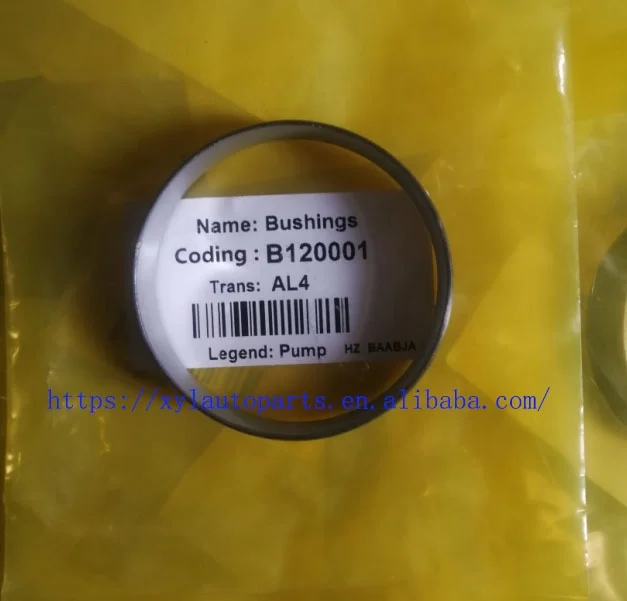 Name: Bushings
Coding : B120001
Trans: AL4
Legend: Pump HZ BAABJA
https://xylautoparts.en.alibaba.com/